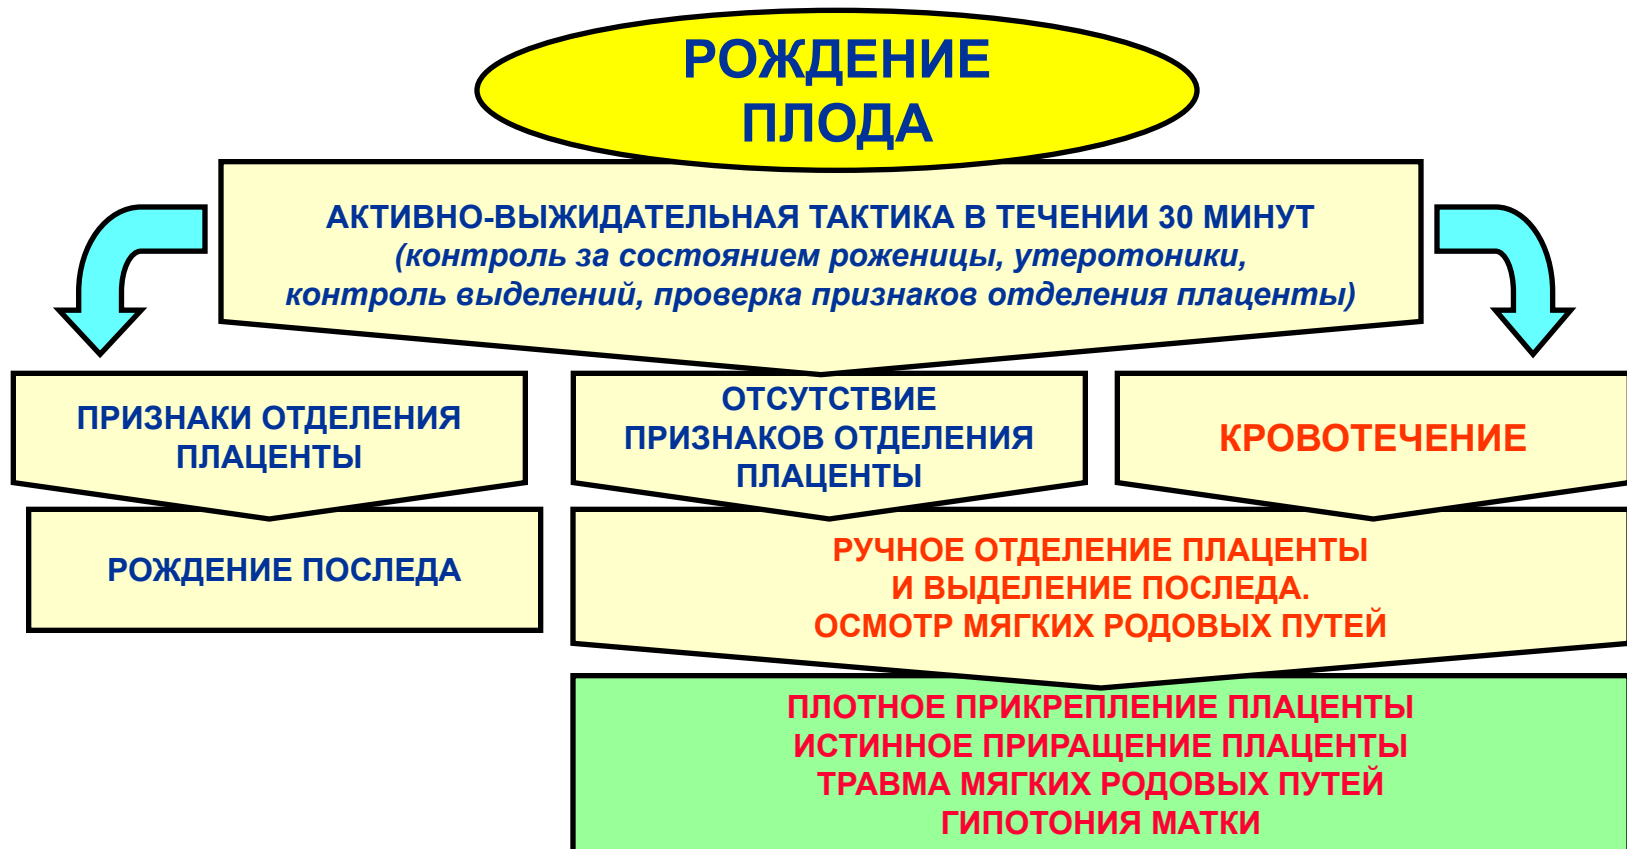 РОЖДЕНИЕ
ПЛОДА
АКТИВНО-ВЫЖИДАТЕЛЬНАЯ ТАКТИКА В ТЕЧЕНИИ 30 МИНУТ
(контроль за состоянием роженицы, утеротоники,
контроль выделений, проверка признаков отделения плаценты)
ПРИЗНАКИ ОТДЕЛЕНИЯ
ПЛАЦЕНТЫ
ОТСУТСТВИЕ
ПРИЗНАКОВ ОТДЕЛЕНИЯ
ПЛАЦЕНТЫ
КРОВОТЕЧЕНИЕ
РОЖДЕНИЕ ПОСЛЕДА
РУЧНОЕ ОТДЕЛЕНИЕ ПЛАЦЕНТЫ
И ВЫДЕЛЕНИЕ ПОСЛЕДА.
ОСМОТР МЯГКИХ РОДОВЫХ ПУТЕЙ
ПЛОТНОЕ ПРИКРЕПЛЕНИЕ ПЛАЦЕНТЫ
ИСТИННОЕ ПРИРАЩЕНИЕ ПЛАЦЕНТЫ
ТРАВМА МЯГКИХ РОДОВЫХ ПУТЕЙ
ГИПОТОНИЯ МАТКИ